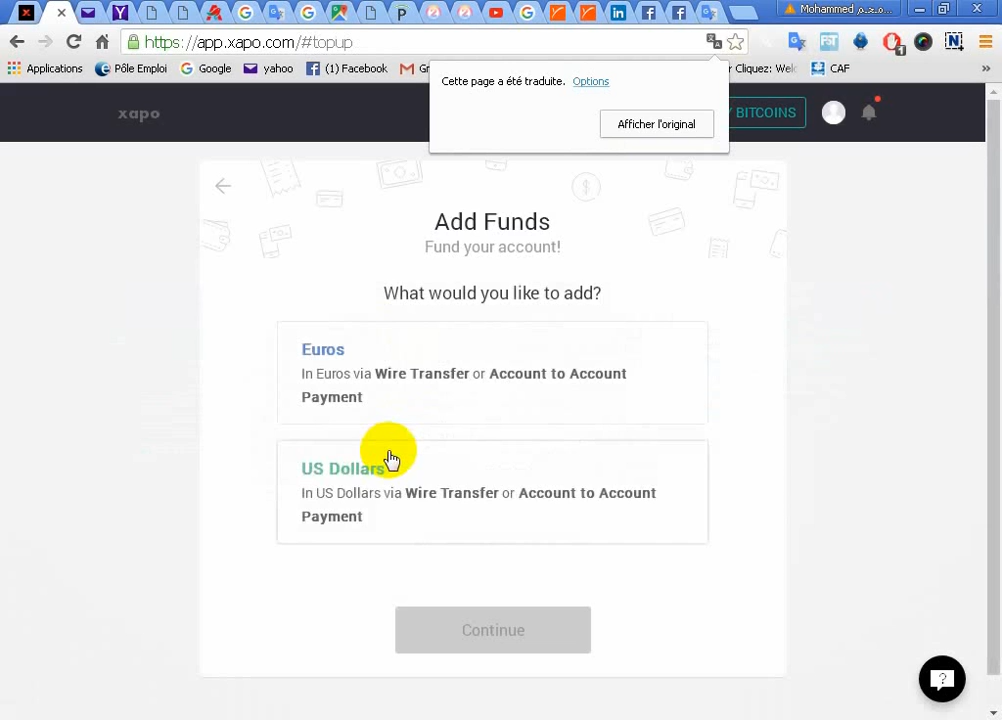 Mohammed محمد...
https://app.xapo.com/#topup
Applications Pôle Emploi Google yahoo (1) Facebook Cliquez: Welc CAF »
Cette page a été traduite. Options
Afficher l'original
xapo
BITCOINS
Add Funds
Fund your account!
What would you like to add?
Euros
In Euros via Wire Transfer or Account to Account
Payment
US Dollars
In US Dollars via Wire Transfer or Account to Account
Payment
Continue